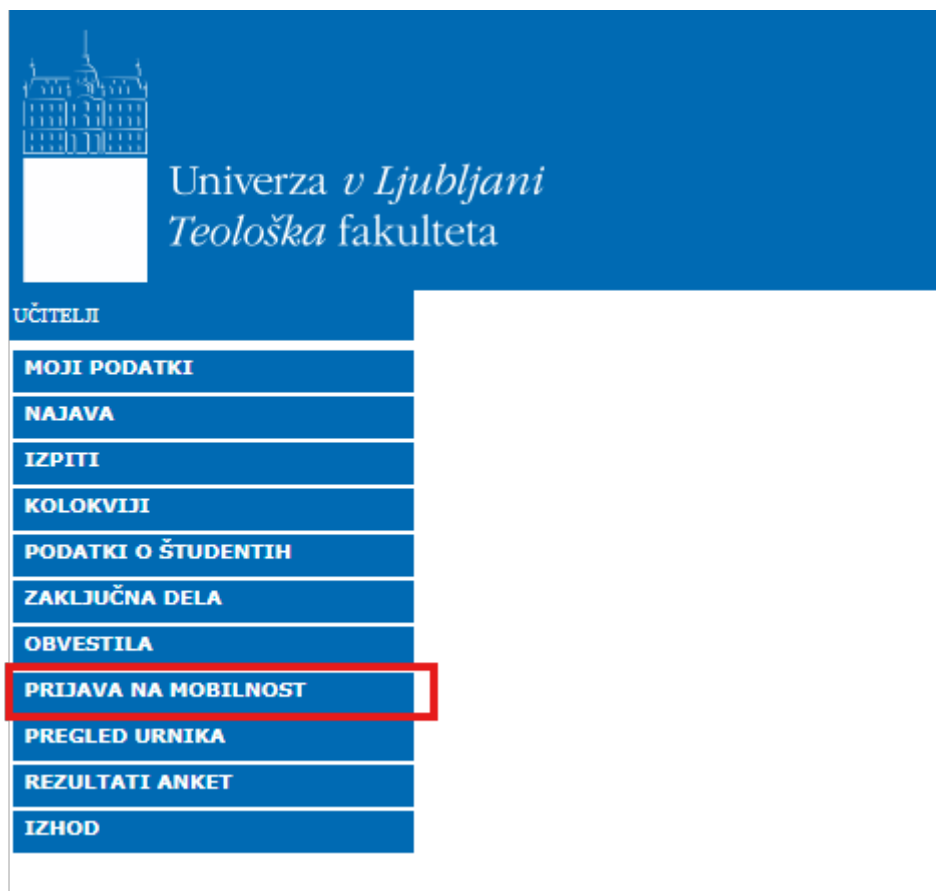 Univerza v Ljubljani
Teološka fakulteta
UČITELJI
MOJI PODATKI
NAJAVA
IZPITI
KOLOKVIJI
PODATKI O ŠTUDENTIH
ZAKLJUČNA DELA
OBVESTILA
PRIJAVA NA MOBILNOST
PREGLED URNIKA
REZULTATI ANKET
IZHOD